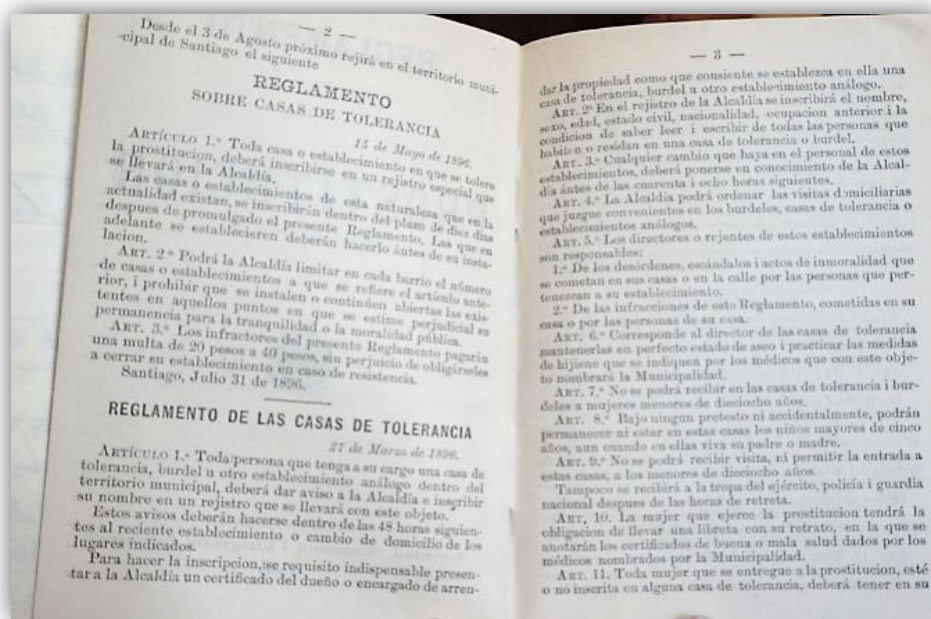 — 2 —
Desde el 3 de Agosto próximo rejirá en el territorio muni-
cipal de Santiago el siguiente
REGLAMENTO
SOBRE CASAS DE TOLERANCIA
15 de Mayo de 1896.
ARTÍCULO 1.º Toda casa o establecimiento en que se tolere
la prostitucion, deberá inscribirse en un rejistro especial que
se llevará en la Alcaldía.
Las casas o establecimientos de esta naturaleza que en la
actualidad existan, se inscribirán dentro del plazo de diez dias
despues de promulgado el presente Reglamento. Las que en
adelante se establecieren deberán hacerlo ántes de su insta-
lacion.
ART. 2.º Podrá la Alcaldía limitar en cada barrio el número
de casas o establecimientos a que se refiere el artículo ante-
rior, i prohibir que se instalen o continúen abiertas las exis-
tentes en aquellos puntos en que se estime perjudicial su
permanencia para la tranquilidad o la moralidad pública.
ART. 3.º Los infractores del presente Reglamento pagarán
una multa de 20 pesos a 40 pesos, sin perjuicio de obligárseles
a cerrar su establecimiento en caso de resistencia.
Santiago, Julio 31 de 1896.
REGLAMENTO DE LAS CASAS DE TOLERANCIA
27 de Marzo de 1896.
ARTÍCULO 1.º Toda persona que tenga a su cargo una casa de
tolerancia, burdel u otro establecimiento análogo dentro del
territorio municipal, deberá dar aviso a la Alcaldía e inscribir
su nombre en un rejistro que se llevará con este objeto.
Estos avisos deberán hacerse dentro de las 48 horas siguien-
tes al reciente establecimiento o cambio de domicilio de los
lugares indicados.
Para hacer la inscripcion, se requisito indispensable presen-
tar a la Alcaldía un certificado del dueño o encargado de arren-
— 3 —
dar la propiedad como que consiente se establezca en ella una
casa de tolerancia, burdel u otro establecimiento análogo.
ART. 2º En el registro de la Alcaldía se inscribirá el nombre,
sexo, edad, estado civil, nacionalidad, ocupacion anterior i la
condicion de saber leer i escribir de todas las personas que
habiten o residan en una casa de tolerancia o burdel.
ART. 3.º Cualquier cambio que haya en el personal de estos
establecimientos, deberá ponerse en conocimiento de la Alcal-
día ántes de las cuarenta i ocho horas siguientes.
ART. 4.º La Alcaldía podrá ordenar las visitas domiciliarias
que juzgue convenientes en los burdeles, casas de tolerancia o
establecimientos anólogos.
ART. 5.º Los directores o rejentes de estos establecimientos
son responsables:
1.º De los desórdenes, escándalos i actos de inmoralidad que
se cometan en sus casas o en la calle por las personas que per-
tenezcan a su establecimiento.
2.º De las infracciones de este Reglamento, cometidas en su
casa o por las personas de su casa.
ART. 6.º Corresponde al director de las casas de tolerancia
mantenerlas en perfecto estado de aseo i practicar las medidas
de hijiene que se indiquen por los médicos que con este obje-
to nombrará la Municipalidad.
ART. 7.º No se podrá recibir en las casas de tolerancia i bur-
deles a mujeres menores de dieciocho años.
ART. 8.º Bajo ningun pretesto ni accidentalmente, podrán
permanecer ni estar en estas casas los niños mayores de cinco
años, aun cuando en ellas viva su padre o madre.
ART. 9.º No se podrá recibir visita, ni permitir la entrada a
estas casas, a los menores de dieciocho años.
Tampoco se recibirá a la tropa del ejército, policía i guardia
nacional despues de las horas de retreta.
ART. 10. La mujer que ejerce la prostitucion tendrá la
obligacion de llevar una libreta con su retrato, en la que se
anotarán los certificados de buena o mala salud dados por los
médicos nombrados por la Municipalidad.
ART. 11. Toda mujer que se entregue a la prostitucion, esté
o no inscrita en alguna casa de tolerancia, deberá tener en su